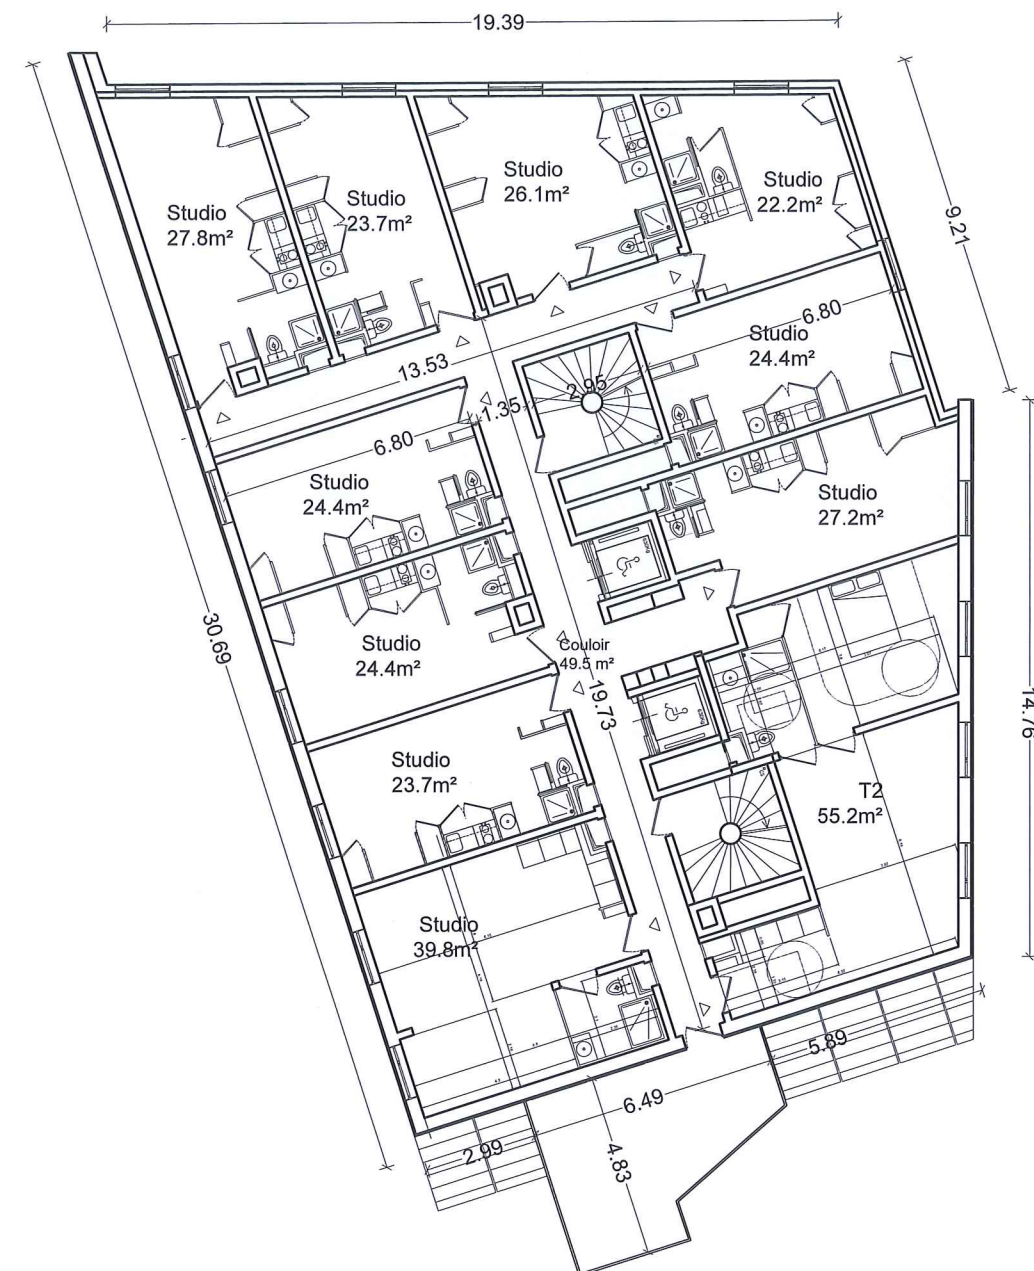 19.39
Studio
26.1m²
Studio
22.2m²
Studio
23.7m²
Studio
27.8m²
9.21
6.80
Studio
24.4m²
13.53
2.95
1.35
6.80
Studio
24.4m²
Studio
27.2m²
30.69
Studio
24.4m²
Couloir
49.5 m²
19.73
14.76
Studio
23.7m²
T2
55.2m²
Studio
39.8m²
5.89
6.49
2.99
4.83